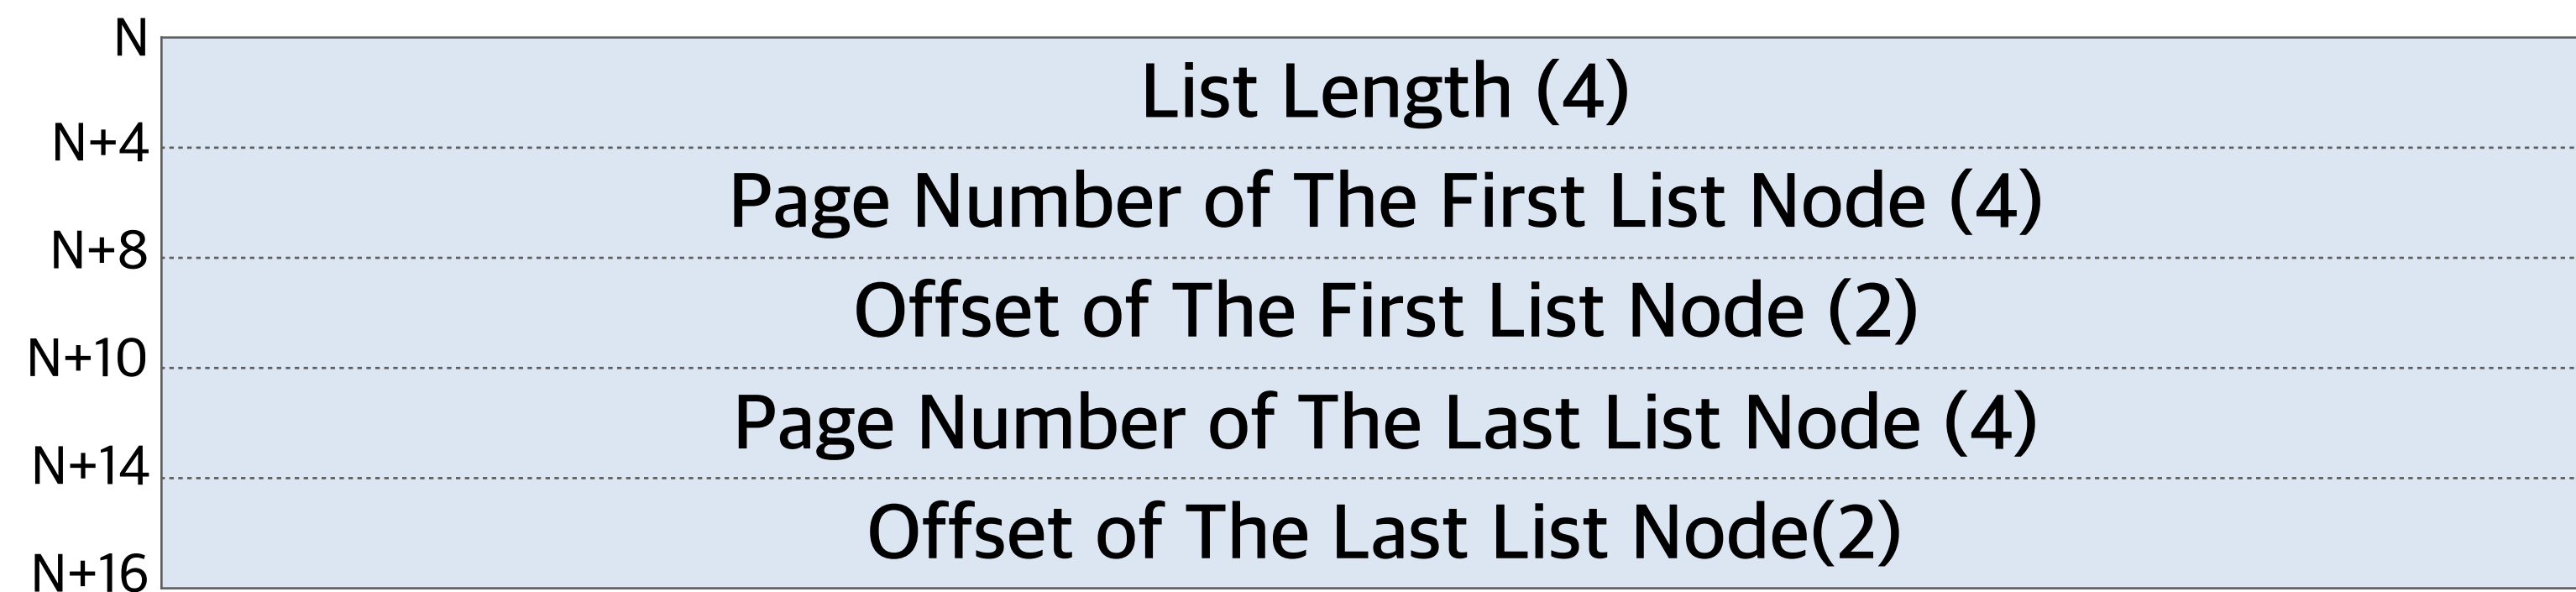 N
List Length (4)
N+4
Page Number of The First List Node (4)
N+8
Offset of The First List Node (2)
N+10
Page Number of The Last List Node (4)
N+14
Offset of The Last List Node(2)
N+16